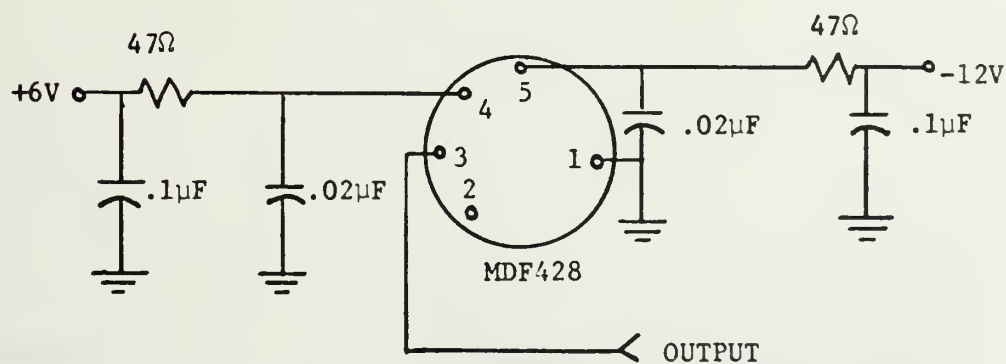 47Ω
47Ω
+6V
4
5
-12V
.1µF
.02µF
3
2
1
.02µF
.1µF
MDF428
OUTPUT